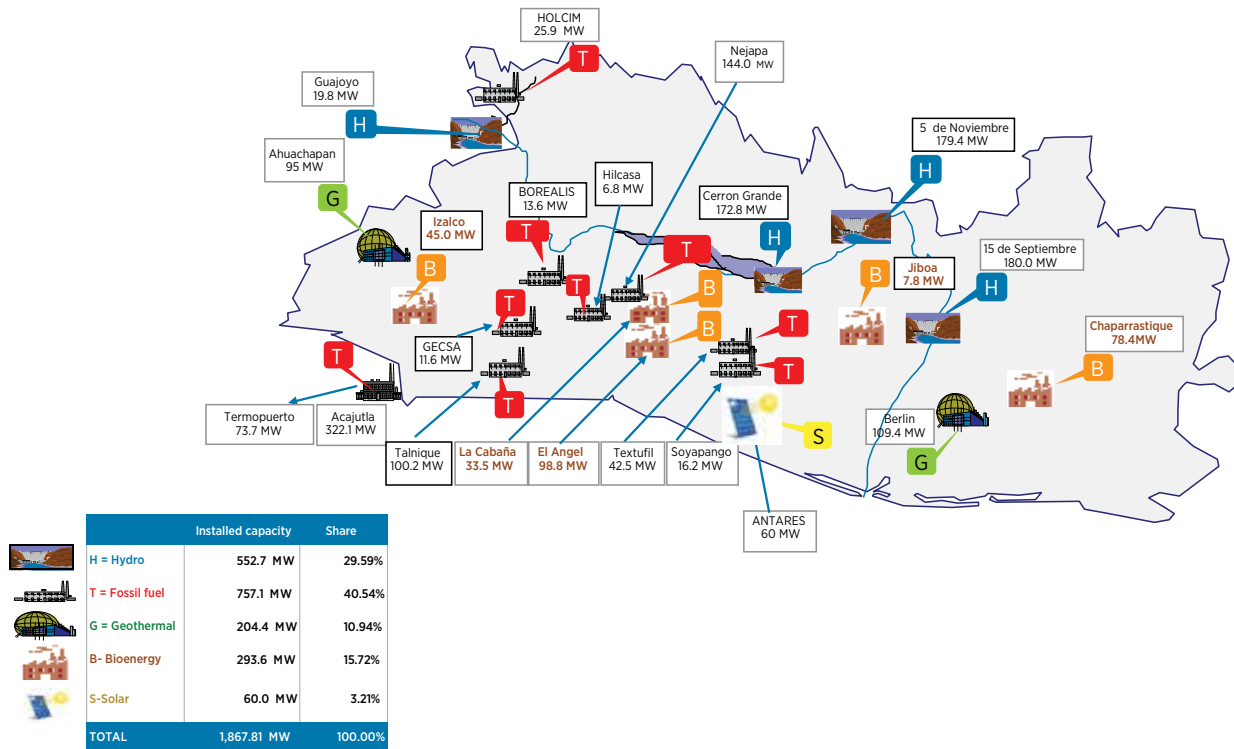 HOLCIM
25.9 MW
T
Nejapa
144.0 MW
Guajoyo
19.8 MW
H
5 de Noviembre
179.4 MW
H
Ahuachapan
95 MW
G
Hilcasa
6.8 MW
BOREALIS
13.6 MW
T
Cerron Grande
172.8 MW
H
Izalco
45.0 MW
B
T
15 de Septiembre
180.0 MW
H
Jiboa
7.8 MW
B
B
T
T
B
T
Chaparrastique
78.4MW
B
GECSA
11.6 MW
T
T
T
Termopuerto
73.7 MW
Acajutla
322.1 MW
Berlin
109.4 MW
G
S
Talnique
100.2 MW
La Cabaña
33.5 MW
El Angel
98.8 MW
Textufil
42.5 MW
Soyapango
16.2 MW
ANTARES
60 MW
Installed capacity Share
H = Hydro 552.7 MW 29.59%
T = Fossil fuel 757.1 MW 40.54%
G = Geothermal 204.4 MW 10.94%
B- Bioenergy 293.6 MW 15.72%
S-Solar 60.0 MW 3.21%
TOTAL 1,867.81 MW 100.00%